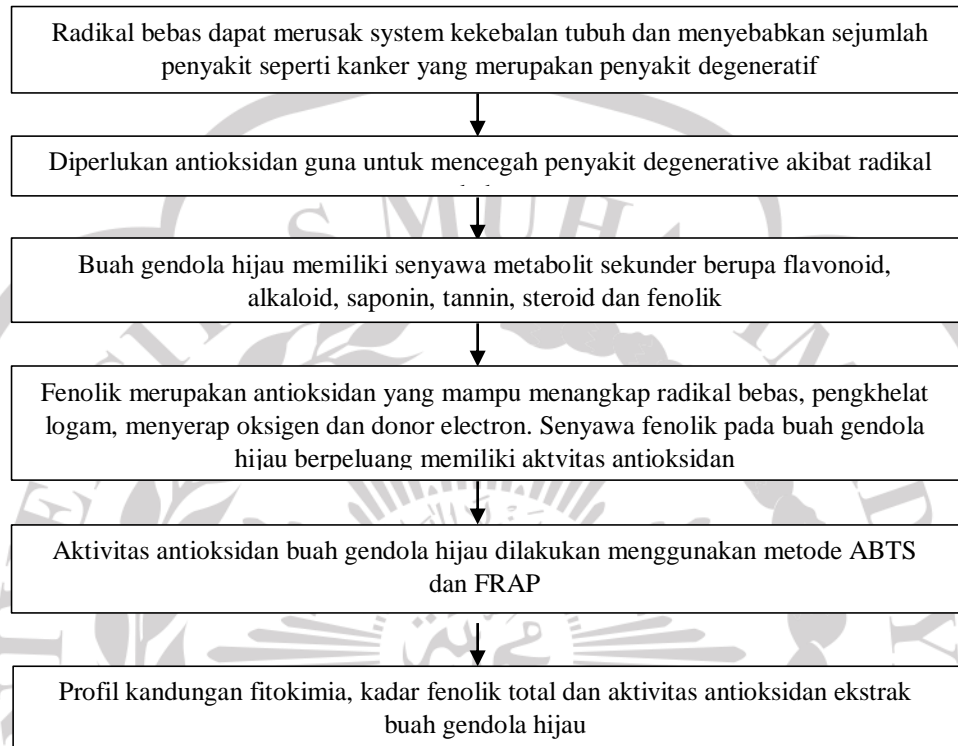 Radikal bebas dapat merusak system kekebalan tubuh dan menyebabkan sejumlah
penyakit seperti kanker yang merupakan penyakit degeneratif
Diperlukan antioksidan guna untuk mencegah penyakit degenerative akibat radikal
S MUHA
Buah gendola hijau memiliki senyawa metabolit sekunder berupa flavonoid,
alkaloid, saponin, tannin, steroid dan fenolik
Fenolik merupakan antioksidan yang mampu menangkap radikal bebas, pengkhelat
logam, menyerap oksigen dan donor electron. Senyawa fenolik pada buah gendola
hijau berpeluang memiliki aktvitas antioksidan
Aktivitas antioksidan buah gendola hijau dilakukan menggunakan metode ABTS
dan FRAP
Profil kandungan fitokimia, kadar fenolik total dan aktivitas antioksidan ekstrak
buah gendola hijau